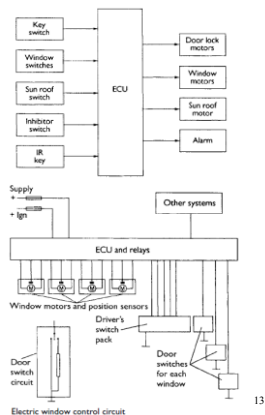 Key
switch
Window
switches
Sun roof
switch
Inhibitor
switch
IR
key
ECU
Door lock
motors
Window
motors
Sun roof
motor
Alarm
Supply
+ Ign
Other systems
ECU and relays
M M M M
Window motors and position sensors
Driver's
switch
pack
Door
switches
for each
window
Door
switch
circuit
13
Electric window control circuit